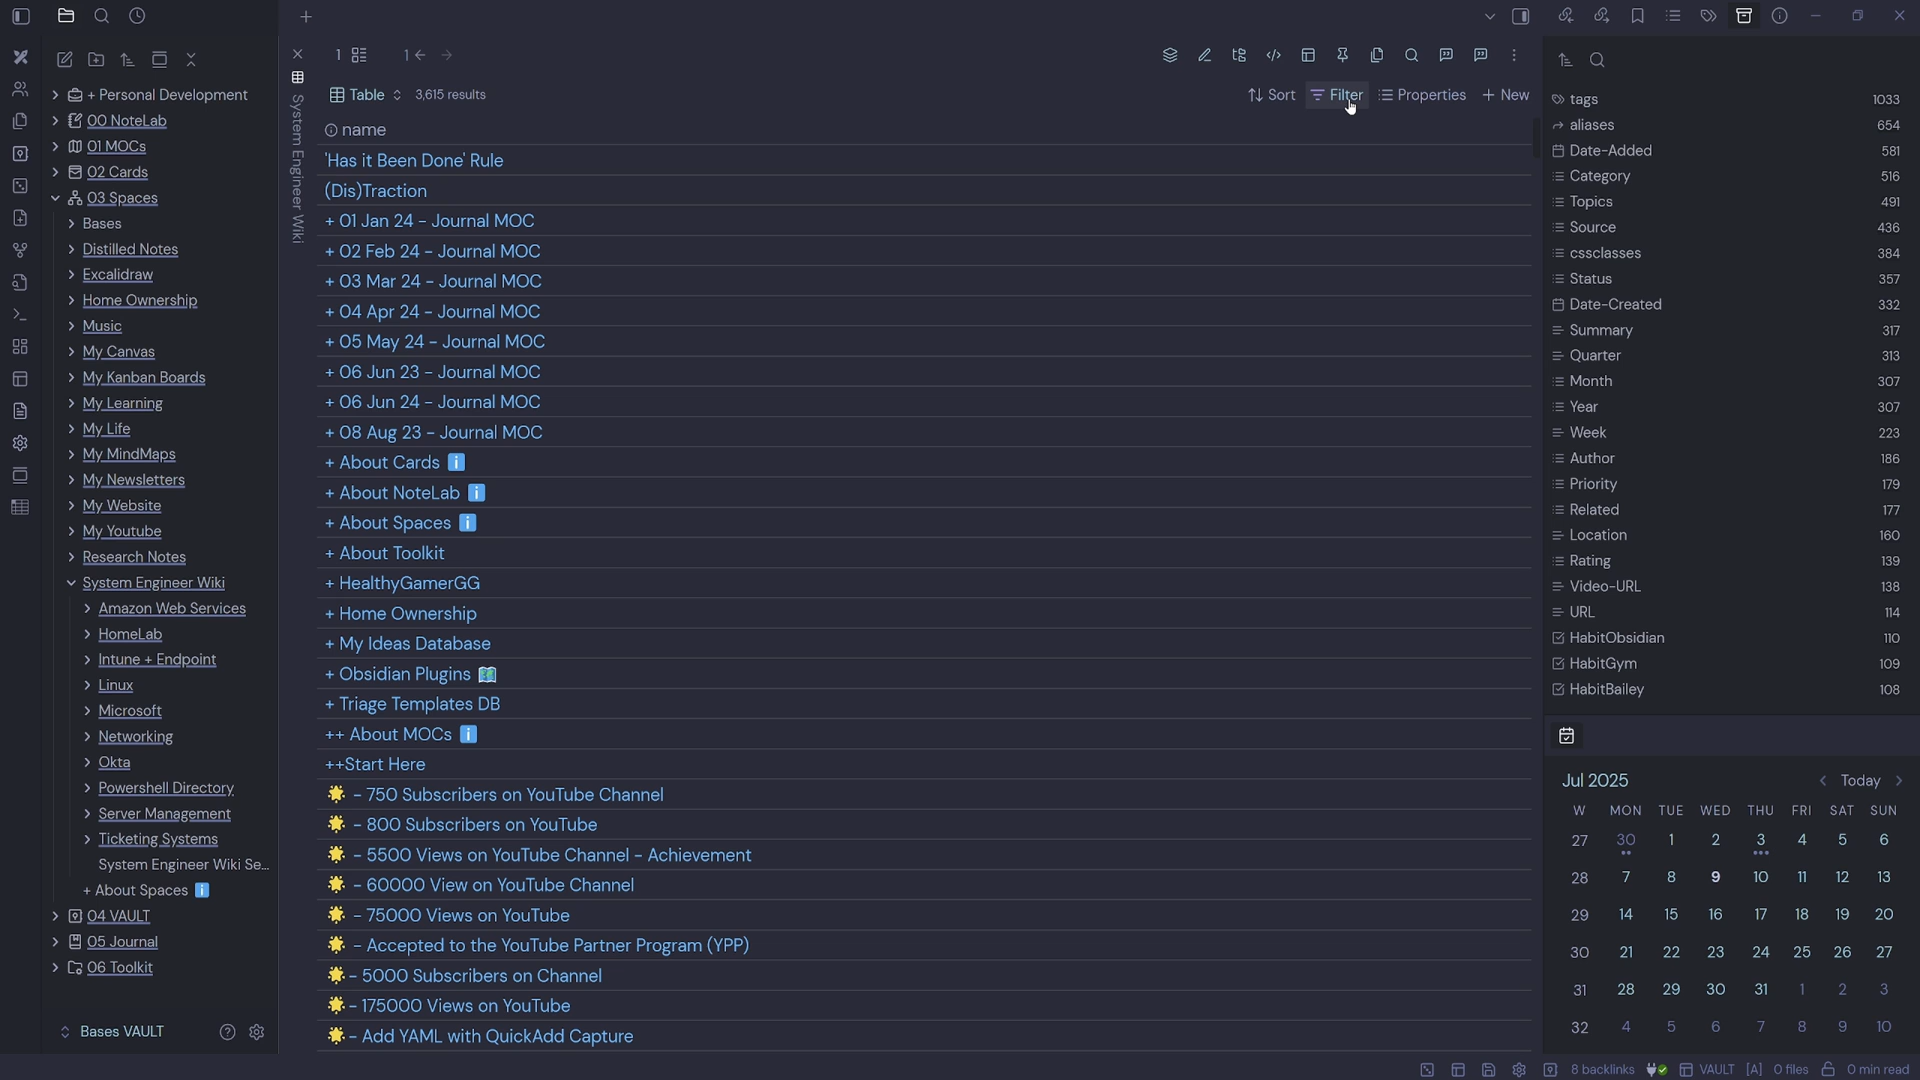 + Personal Development
00 NoteLab
01 MOCs
02 Cards
03 Spaces
Bases
Distilled Notes
Excalidraw
Home Ownership
Music
My Canvas
My Kanban Boards
My Learning
My Life
My MindMaps
My Newsletters
My Website
My Youtube
Research Notes
System Engineer Wiki
Amazon Web Services
HomeLab
Intune + Endpoint
Linux
Microsoft
Networking
Okta
Powershell Directory
Server Management
Ticketing Systems
System Engineer Wiki Se...
+ About Spaces ℹ️
04 VAULT
05 Journal
06 Toolkit
Bases VAULT
System Engineer Wiki
1
1
Table 3,615 results
Sort Filter Properties + New
name
'Has it Been Done' Rule
(Dis)Traction
+ 01 Jan 24 - Journal MOC
+ 02 Feb 24 - Journal MOC
+ 03 Mar 24 - Journal MOC
+ 04 Apr 24 - Journal MOC
+ 05 May 24 - Journal MOC
+ 06 Jun 23 - Journal MOC
+ 06 Jun 24 - Journal MOC
+ 08 Aug 23 - Journal MOC
+ About Cards ℹ️
+ About NoteLab ℹ️
+ About Spaces ℹ️
+ About Toolkit
+ HealthyGamerGG
+ Home Ownership
+ My Ideas Database
+ Obsidian Plugins 🗺️
+ Triage Templates DB
++ About MOCs ℹ️
++Start Here
🌟 - 750 Subscribers on YouTube Channel
🌟 - 800 Subscribers on YouTube
🌟 - 5500 Views on YouTube Channel - Achievement
🌟 - 60000 View on YouTube Channel
🌟 - 75000 Views on YouTube
🌟 - Accepted to the YouTube Partner Program (YPP)
🌟- 5000 Subscribers on Channel
🌟- 175000 Views on YouTube
🌟- Add YAML with QuickAdd Capture
tags 1033
aliases 654
Date-Added 581
Category 516
Topics 491
Source 436
cssclasses 384
Status 357
Date-Created 332
Summary 317
Quarter 313
Month 307
Year 307
Week 223
Author 186
Priority 179
Related 177
Location 160
Rating 139
Video-URL 138
URL 114
HabitObsidian 110
HabitGym 109
HabitBailey 108
Jul 2025 Today
W MON TUE WED THU FRI SAT SUN
27 30 1 2 3 4 5 6
28 7 8 9 10 11 12 13
29 14 15 16 17 18 19 20
30 21 22 23 24 25 26 27
31 28 29 30 31 1 2 3
32 4 5 6 7 8 9 10
8 backlinks VAULT [A] 0 files 0 min read